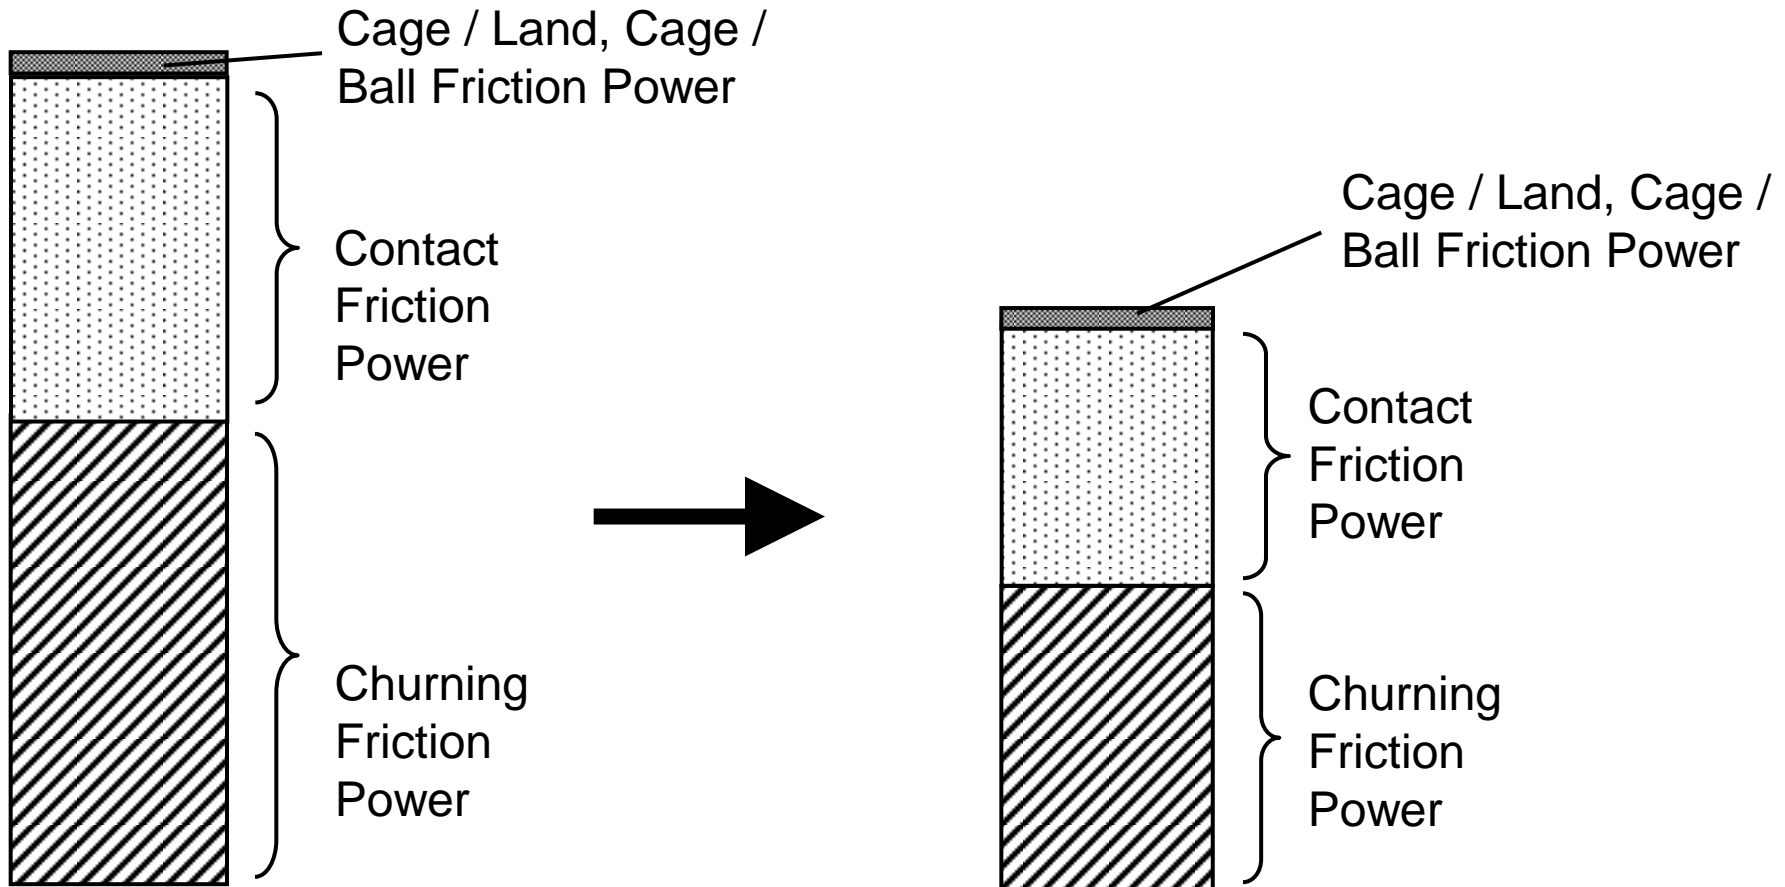 Cage / Land, Cage /
Ball Friction Power
Contact
Friction
Power
Churning
Friction
Power
Cage / Land, Cage /
Ball Friction Power
Contact
Friction
Power
Churning
Friction
Power